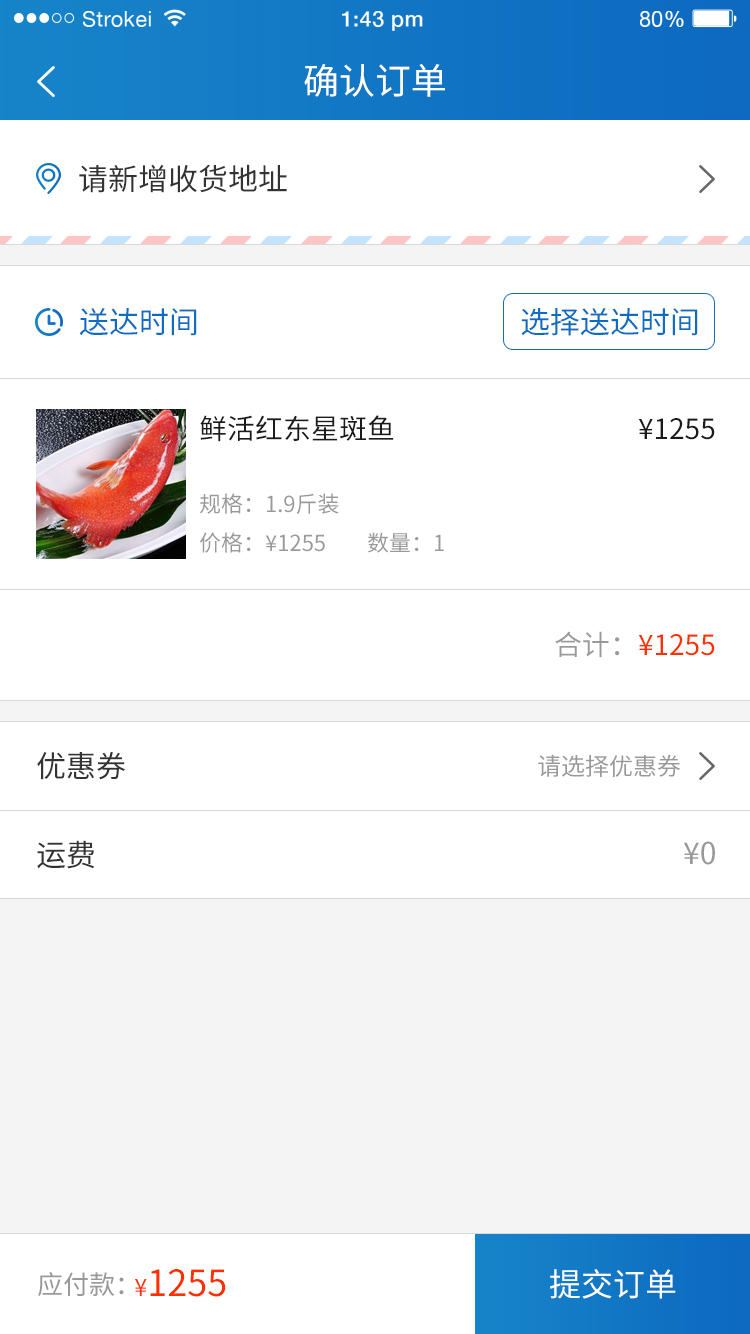 Strokei 1:43 pm 80%
确认订单
请新增收货地址
送达时间 选择送达时间
鲜活红东星斑鱼 ¥1255
规格：1.9斤装
价格：¥1255 数量：1
合计：¥1255
优惠券 请选择优惠券
运费 ¥0
应付款：¥1255 提交订单